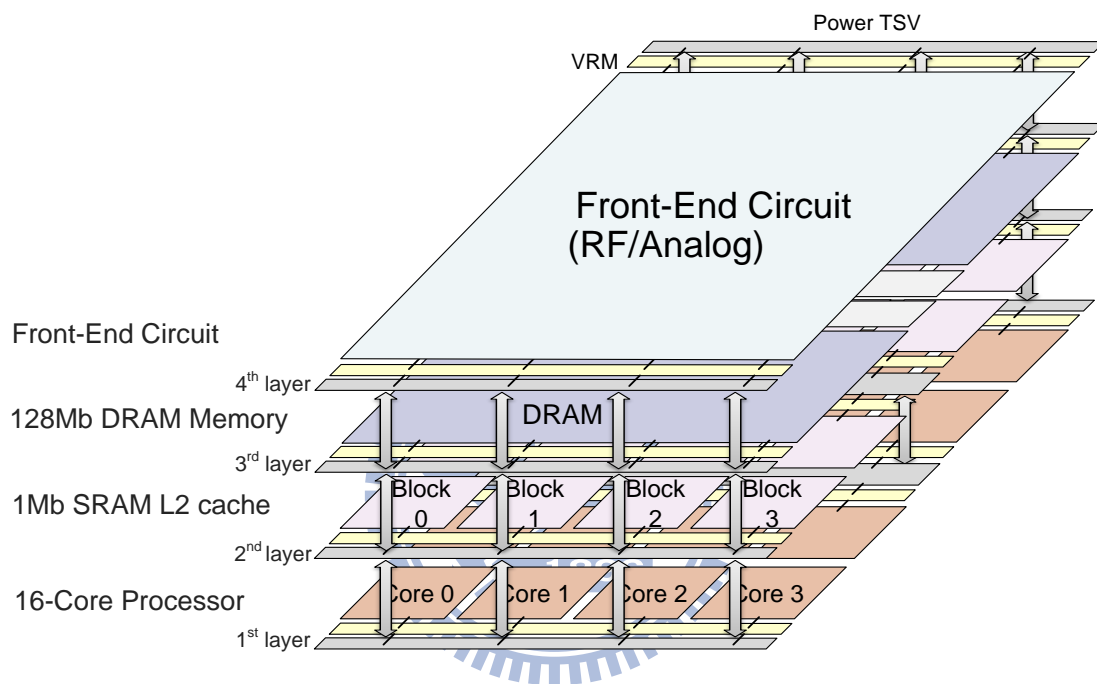 Power TSV
VRM
Front-End Circuit
(RF/Analog)
Front-End Circuit
4th layer
128Mb DRAM Memory
DRAM
3rd layer
1Mb SRAM L2 cache
Block 0
Block 1
Block 2
Block 3
2nd layer
1896
16-Core Processor
Core 0
Core 1
Core 2
Core 3
1st layer